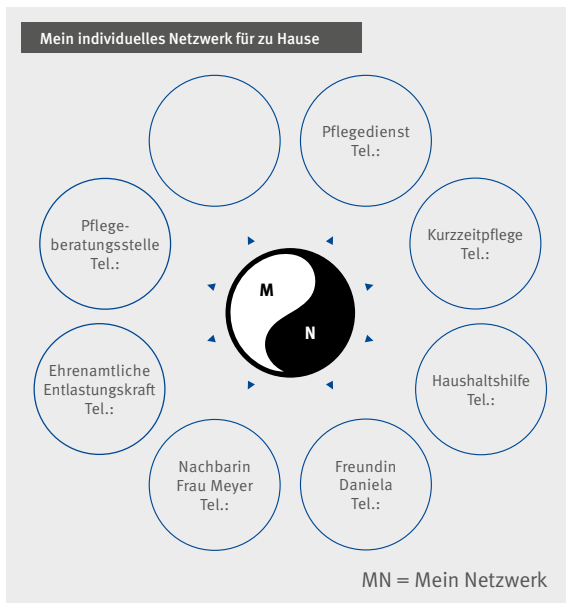 Mein individuelles Netzwerk für zu Hause
Pflegedienst
Tel.:
Pflege-
beratungsstelle
Tel.:
Kurzzeitpflege
Tel.:
M
N
Ehrenamtliche
Entlastungskraft
Tel.:
Haushaltshilfe
Tel.:
Nachbarin
Frau Meyer
Tel.:
Freundin
Daniela
Tel.:
MN = Mein Netzwerk